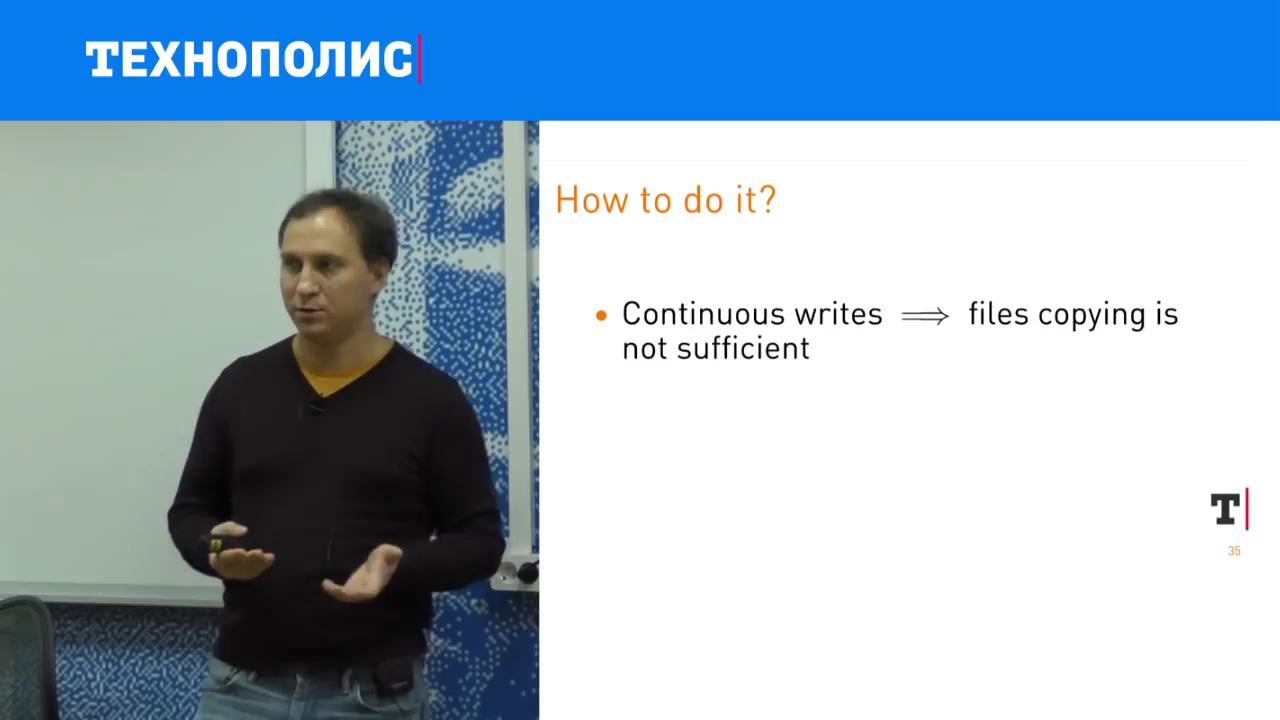 ТЕХНОПОЛИС
How to do it?
• Continuous writes ⟹ files copying is
not sufficient
T
35